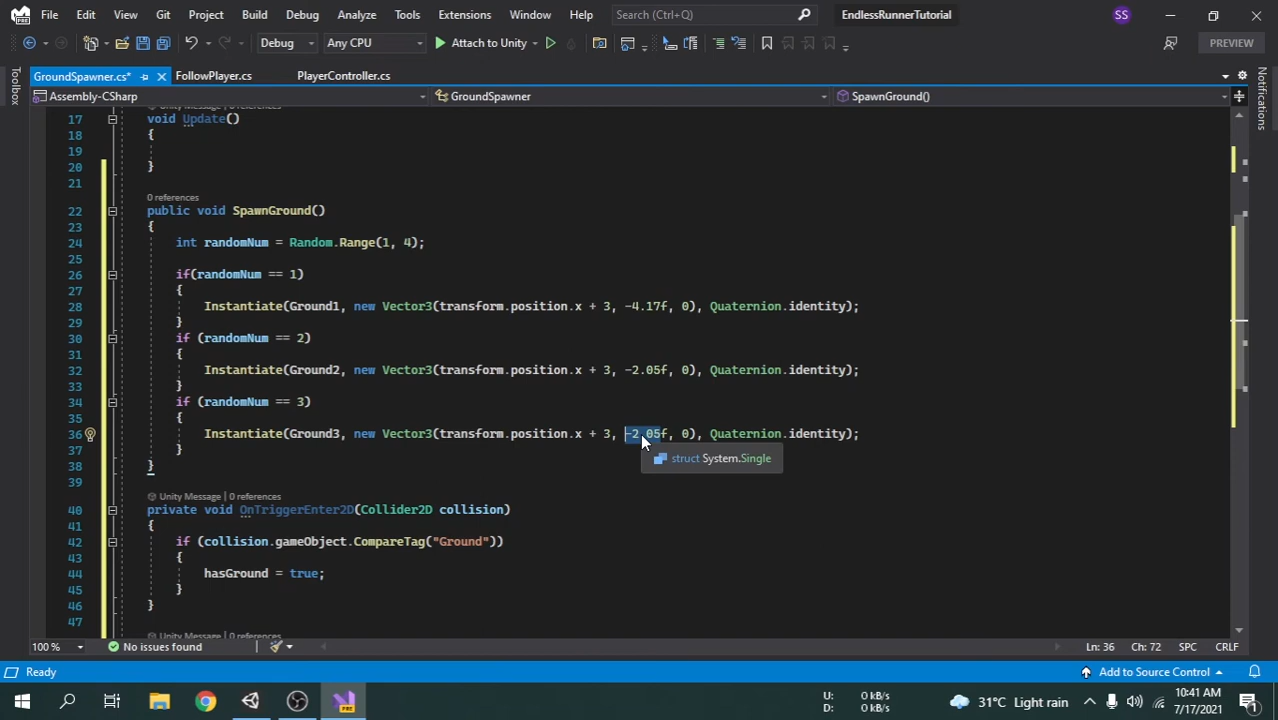 File Edit View Git Project Build Debug Analyze Tools Extensions Window Help Search (Ctrl+Q) EndlessRunnerTutorial SS
Debug Any CPU Attach to Unity PREVIEW
GroundSpawner.cs* FollowPlayer.cs PlayerController.cs
Assembly-CSharp GroundSpawner SpawnGround()
Toolbox
Notifications
17 void Update()
18 {
19
20 }
21
0 references
22 public void SpawnGround()
23 {
24 int randomNum = Random.Range(1, 4);
25
26 if(randomNum == 1)
27 {
28 Instantiate(Ground1, new Vector3(transform.position.x + 3, -4.17f, 0), Quaternion.identity);
29 }
30 if (randomNum == 2)
31 {
32 Instantiate(Ground2, new Vector3(transform.position.x + 3, -2.05f, 0), Quaternion.identity);
33 }
34 if (randomNum == 3)
35 {
36 Instantiate(Ground3, new Vector3(transform.position.x + 3, -2.05f, 0), Quaternion.identity);
37 }
struct System.Single
38 }
39
Unity Message | 0 references
40 private void OnTriggerEnter2D(Collider2D collision)
41 {
42 if (collision.gameObject.CompareTag("Ground"))
43 {
44 hasGround = true;
45 }
46 }
47
100 % No issues found Ln: 36 Ch: 72 SPC CRLF
Ready Add to Source Control
U: 0 kB/s
D: 0 kB/s
31°C Light rain
10:41 AM
7/17/2021
1